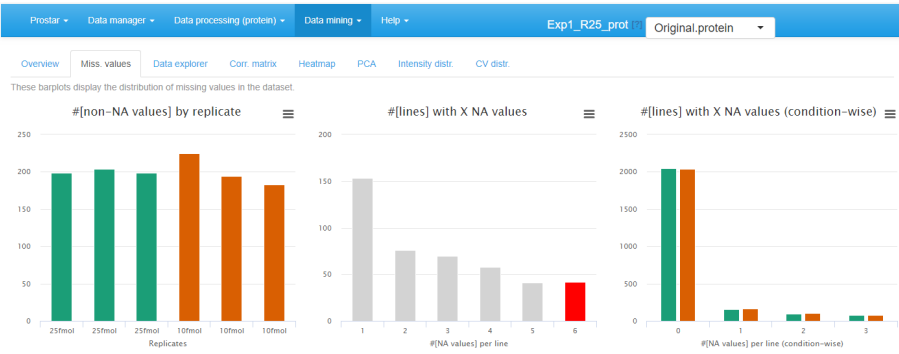 Prostar Data manager Data processing (protein) Data mining Help Exp1_R25_prot [?] Original.protein
Overview Miss. values Data explorer Corr. matrix Heatmap PCA Intensity distr. CV distr.
These barplots display the distribution of missing values in the dataset.
#[non-NA values] by replicate
250
200
150
100
50
0
25fmol 25fmol 25fmol 10fmol 10fmol 10fmol
Replicates
#[lines] with X NA values
200
150
100
50
0
1 2 3 4 5 6
#[NA values] per line
#[lines] with X NA values (condition-wise)
2500
2000
1500
1000
500
0
0 1 2 3
#[NA values] per line (condition-wise)